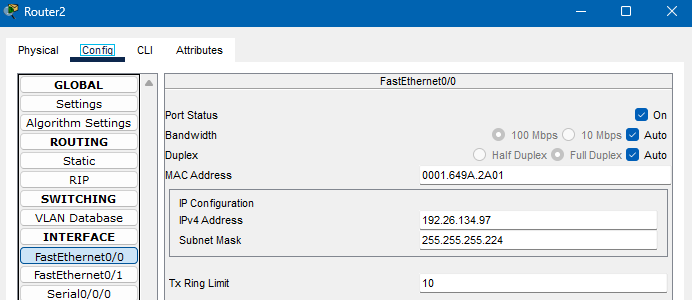 Router2
Physical Config CLI Attributes
GLOBAL
Settings
Algorithm Settings
ROUTING
Static
RIP
SWITCHING
VLAN Database
INTERFACE
FastEthernet0/0
FastEthernet0/1
Serial0/0/0
FastEthernet0/0
Port Status On
Bandwidth 100 Mbps 10 Mbps Auto
Duplex Half Duplex Full Duplex Auto
MAC Address 0001.649A.2A01
IP Configuration
IPv4 Address 192.26.134.97
Subnet Mask 255.255.255.224
Tx Ring Limit 10